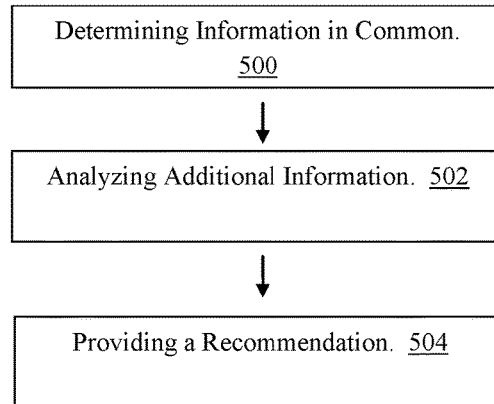 Determining Information in Common.
500
Analyzing Additional Information. 502
Providing a Recommendation. 504